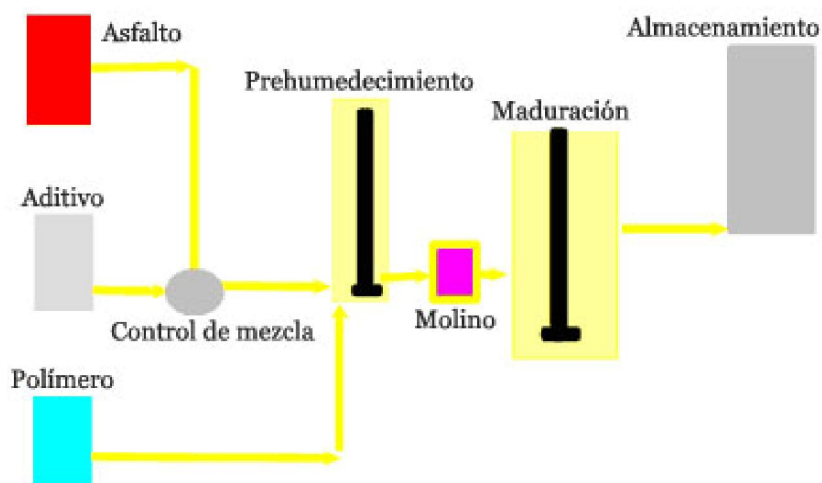 Asfalto
Almacenamiento
Prehumedecimiento
Maduración
Aditivo
Control de mezcla
Molino
Polímero